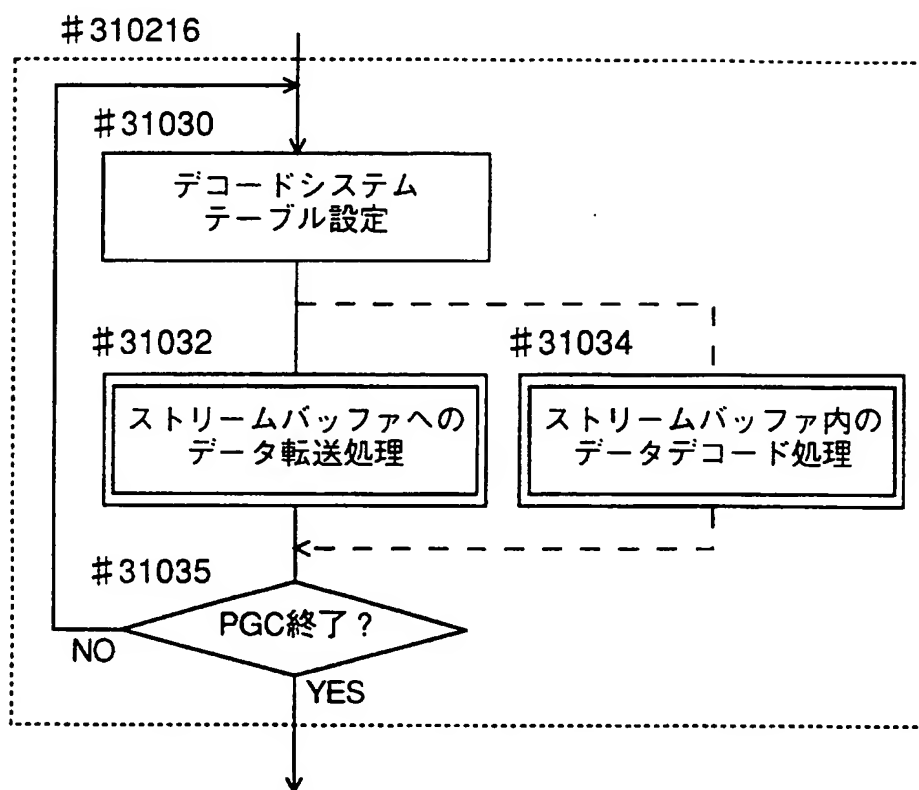 #310216
#31030
デコードシステム
テーブル設定
#31032
#31034
ストリームバッファへの
データ転送処理
ストリームバッファ内の
データデコード処理
#31035
PGC終了?
NO
YES